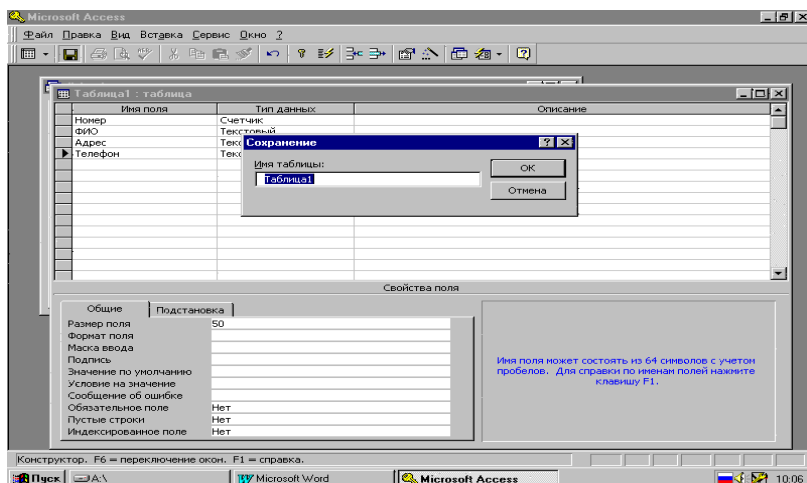 Microsoft Access
Файл Правка Вид Вставка Сервис Окно ?
Таблица1 : таблица
Имя поля Тип данных Описание
Номер Счетчик
ФИО Текстовый
Адрес
Телефон
Сохранение
Имя таблицы:
Таблица1
ОК
Отмена
Свойства поля
Общие Подстановка
Размер поля 50
Формат поля
Маска ввода
Подпись
Значение по умолчанию
Условие на значение
Сообщение об ошибке
Обязательное поле Нет
Пустые строки Нет
Индексированное поле Нет
Имя поля может состоять из 64 символов с учетом
пробелов. Для справки по именам полей нажмите
клавишу F1.
Конструктор. F6 = переключение окон. F1 = справка.
Пуск A:\ Microsoft Word Microsoft Access 10:06